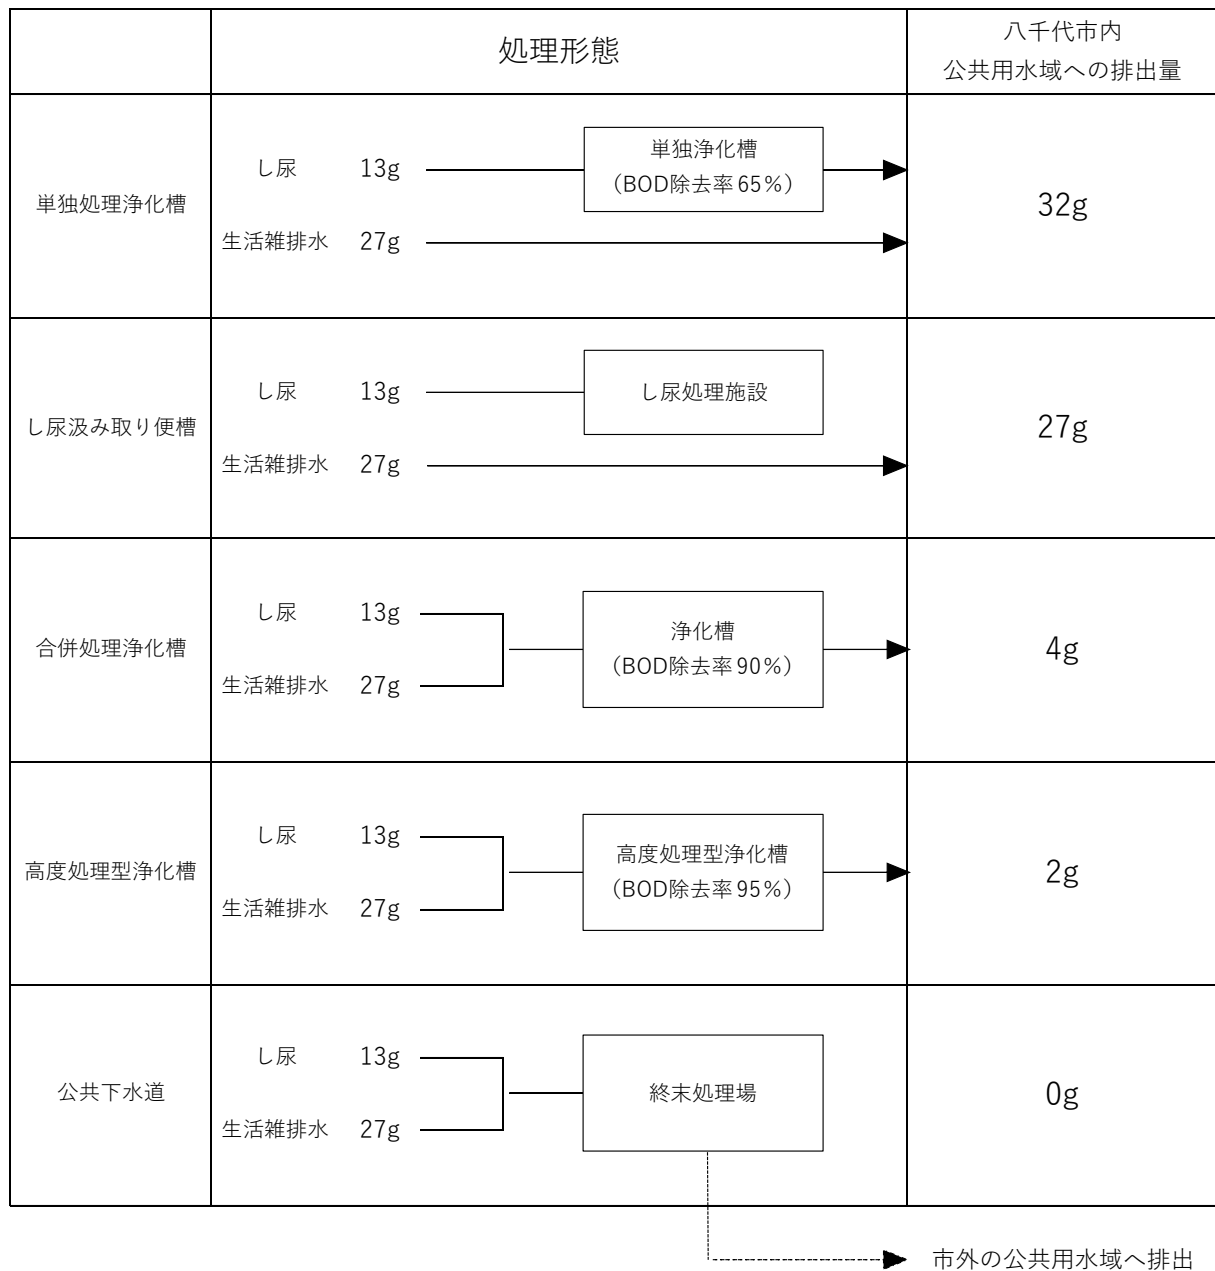 処理形態
八千代市内
公共用水域への排出量
単独処理浄化槽
し尿 13g
単独浄化槽
(BOD除去率65%)
生活雑排水 27g
32g
し尿汲み取り便槽
し尿 13g
し尿処理施設
生活雑排水 27g
27g
合併処理浄化槽
し尿 13g
浄化槽
(BOD除去率90%)
生活雑排水 27g
4g
高度処理型浄化槽
し尿 13g
高度処理型浄化槽
(BOD除去率95%)
生活雑排水 27g
2g
公共下水道
し尿 13g
終末処理場
生活雑排水 27g
0g
市外の公共用水域へ排出